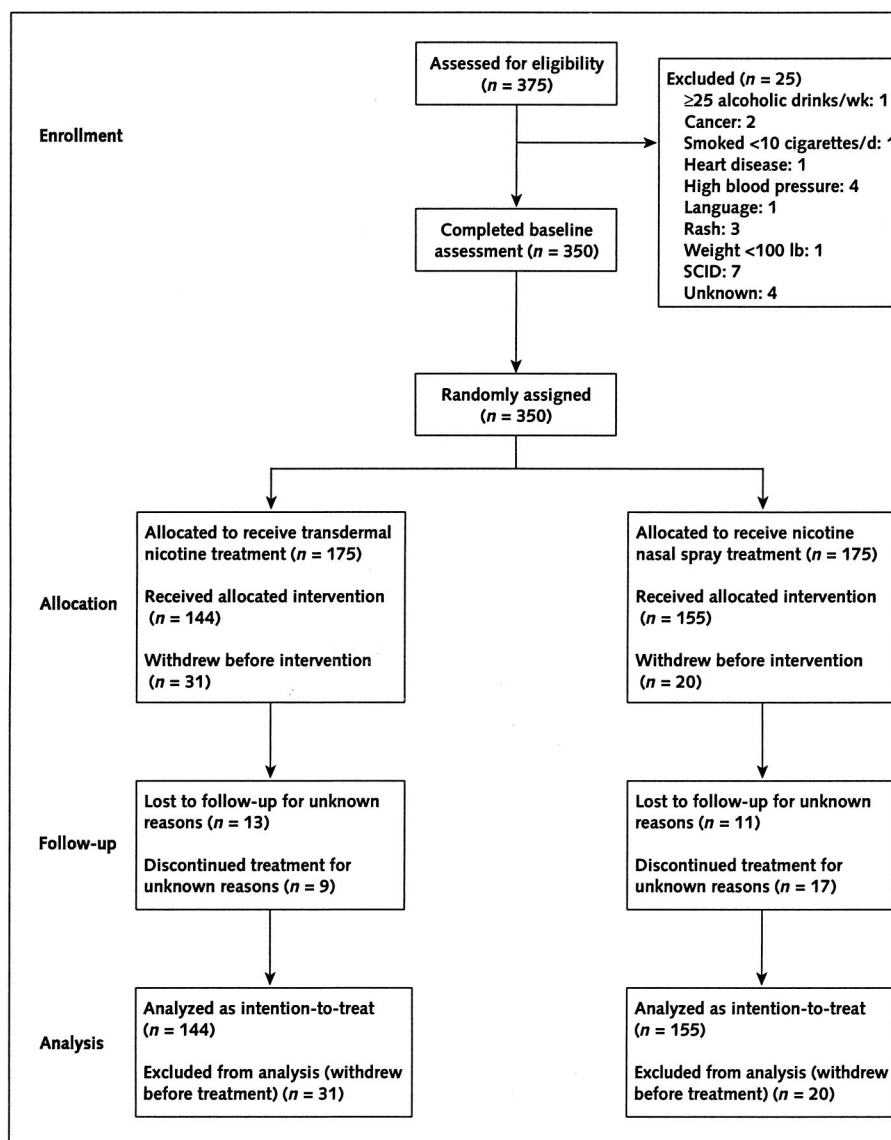 Assessed for eligibility
(n = 375)
Excluded (n = 25)
≥25 alcoholic drinks/wk: 1
Cancer: 2
Smoked <10 cigarettes/d: 1
Heart disease: 1
High blood pressure: 4
Language: 1
Rash: 3
Weight <100 lb: 1
SCID: 7
Unknown: 4
Enrollment
Completed baseline
assessment (n = 350)
Randomly assigned
(n = 350)
Allocation
Allocated to receive transdermal
nicotine treatment (n = 175)
Received allocated intervention
(n = 144)
Withdrew before intervention
(n = 31)
Allocated to receive nicotine
nasal spray treatment (n = 175)
Received allocated intervention
(n = 155)
Withdrew before intervention
(n = 20)
Follow-up
Lost to follow-up for unknown
reasons (n = 13)
Discontinued treatment for
unknown reasons (n = 9)
Lost to follow-up for unknown
reasons (n = 11)
Discontinued treatment for
unknown reasons (n = 17)
Analysis
Analyzed as intention-to-treat
(n = 144)
Excluded from analysis (withdrew
before treatment) (n = 31)
Analyzed as intention-to-treat
(n = 155)
Excluded from analysis (withdrew
before treatment) (n = 20)